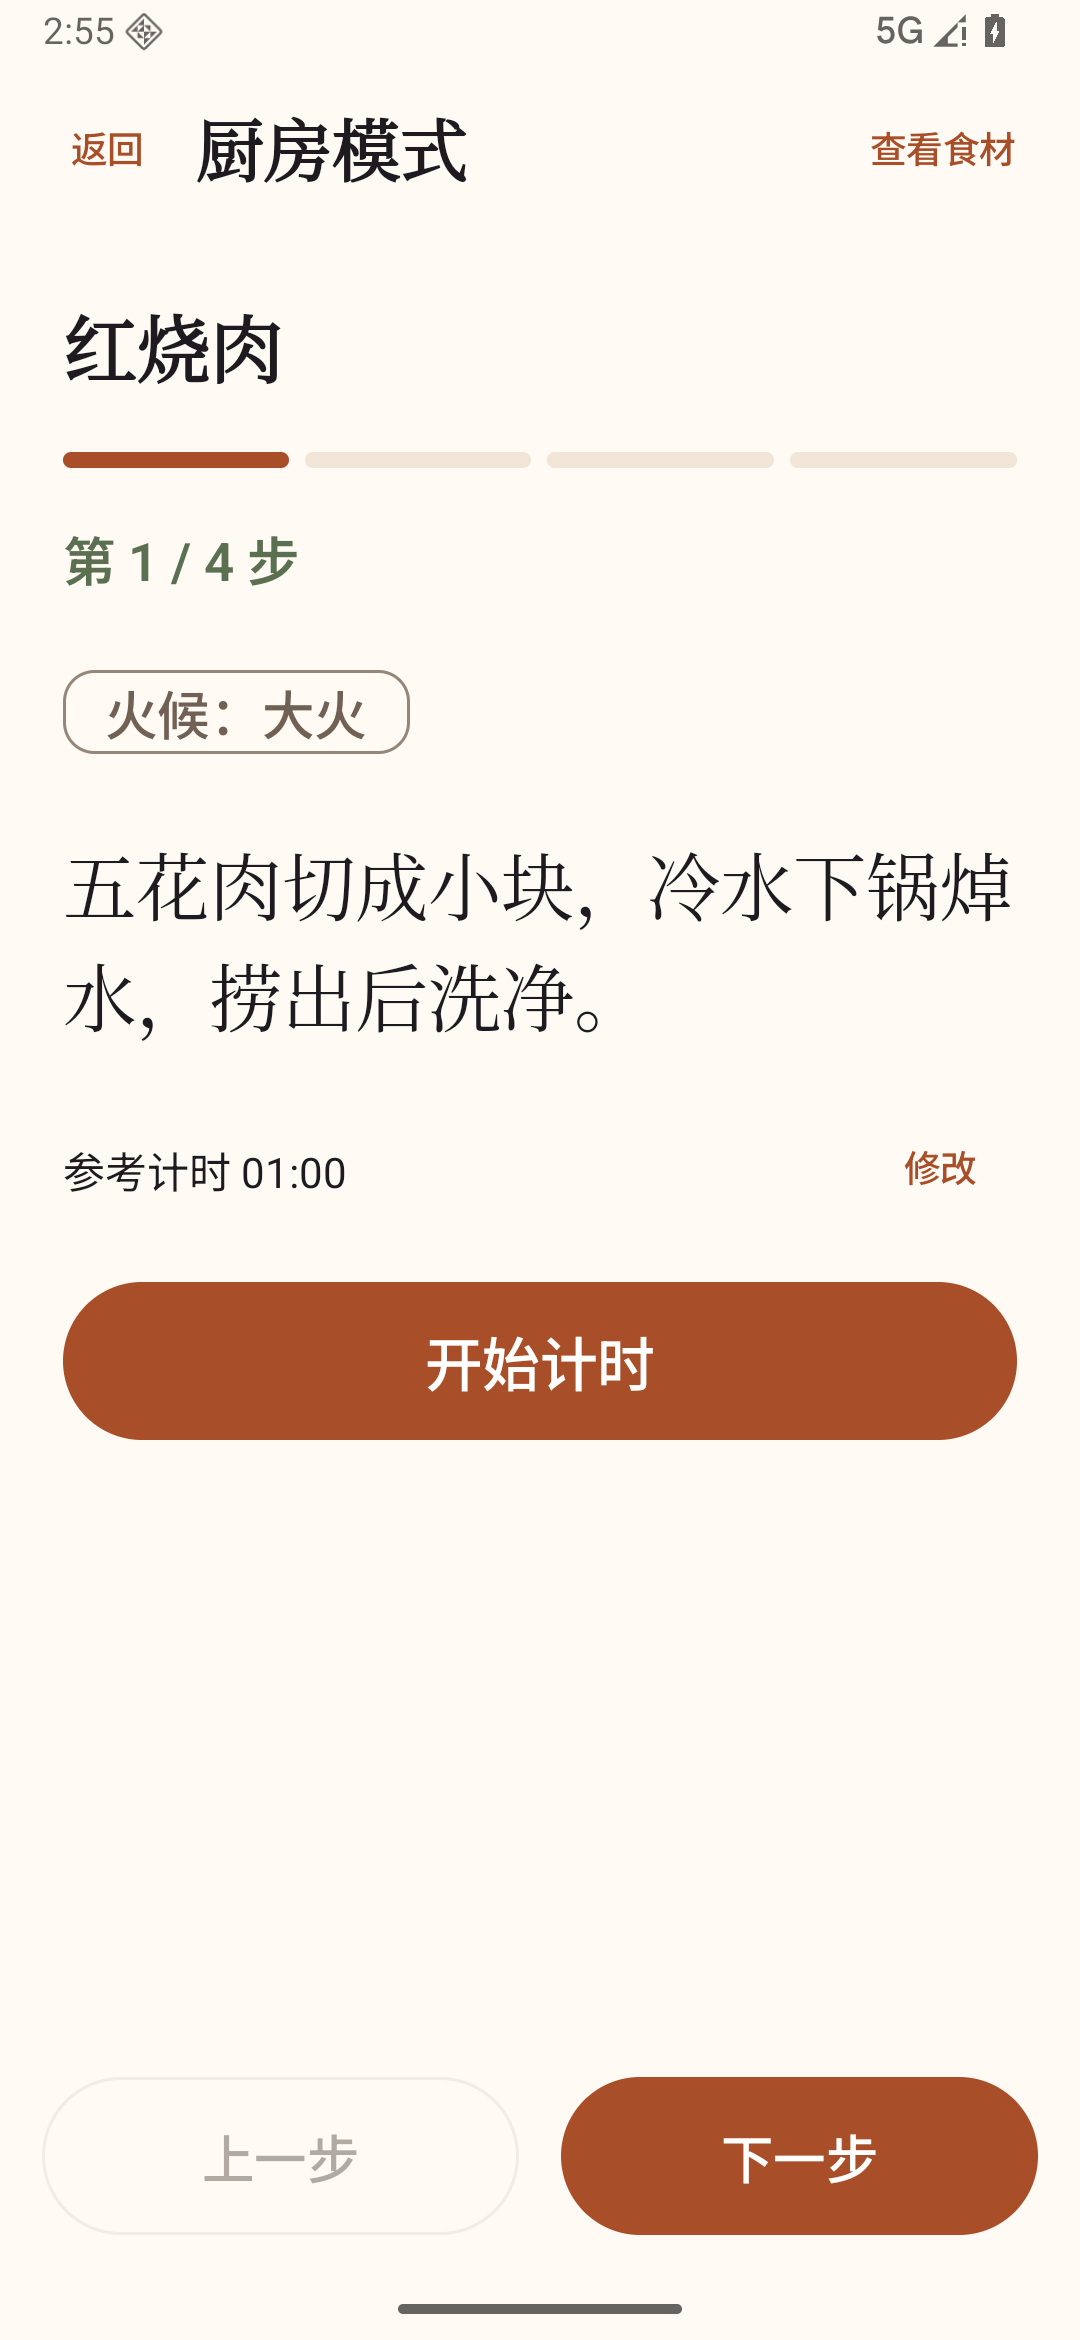 2:55
5G
返回
厨房模式
查看食材
红烧肉
第 1 / 4 步
火候：大火
五花肉切成小块，冷水下锅焯
水，捞出后洗净。
参考计时 01:00
修改
开始计时
上一步
下一步